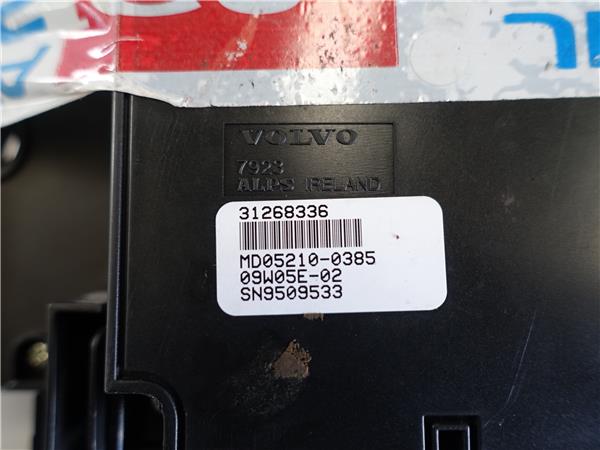 VOLVO
7923
ALPS IRELAND
31268336
MD05210-0385
09W05E-02
SN9509533